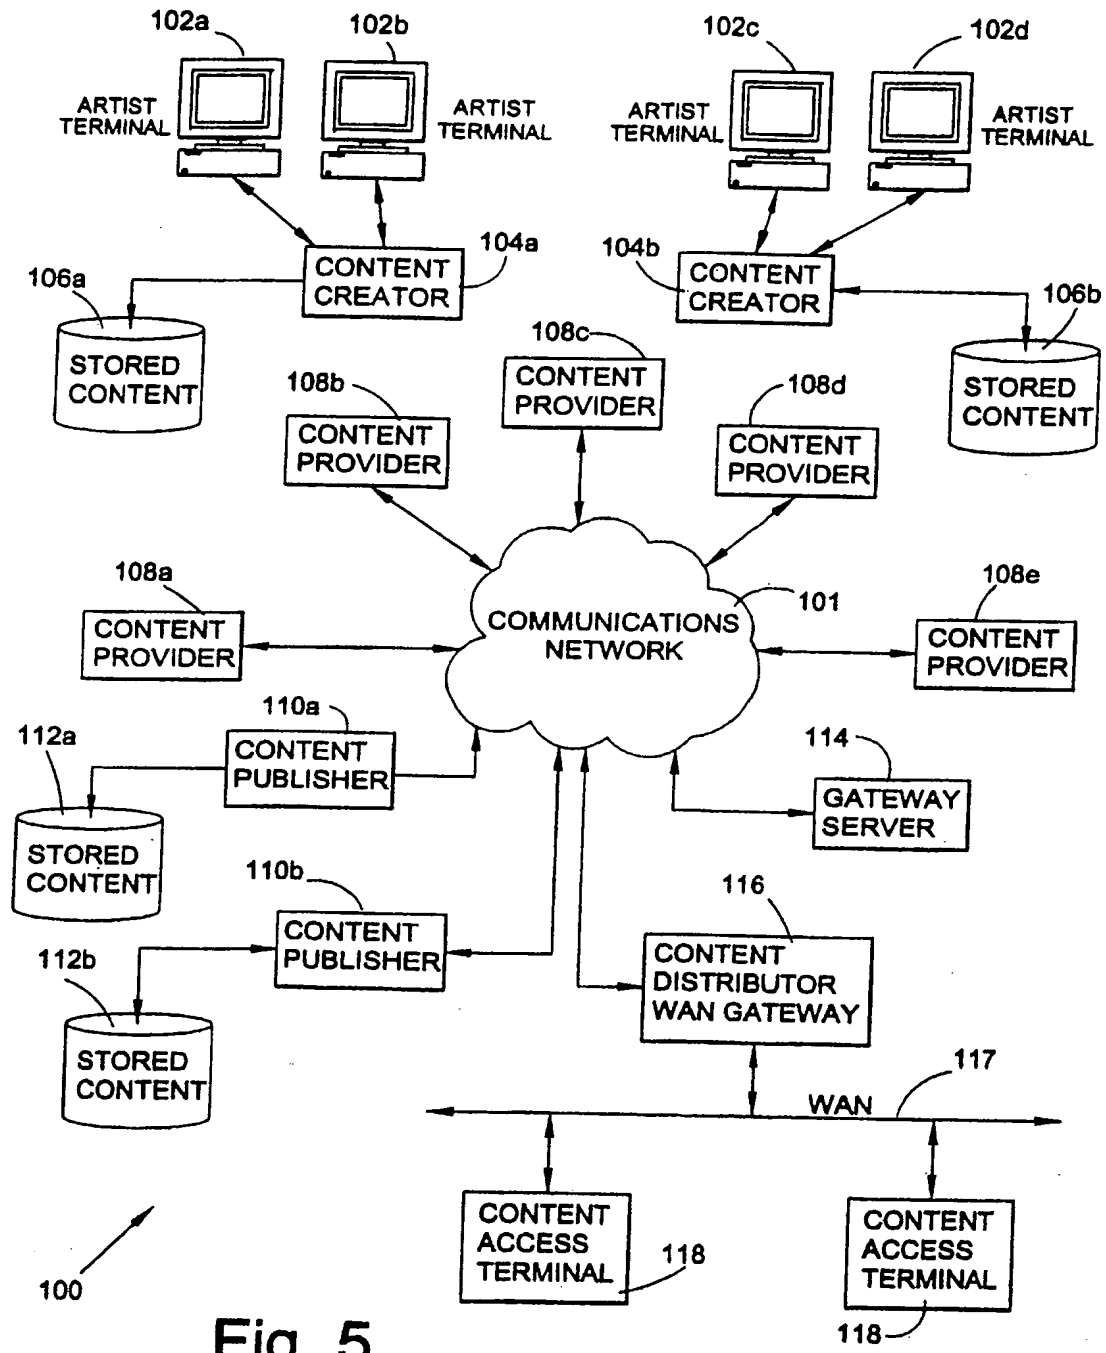 102a
102b
102c
102d
ARTIST
TERMINAL
ARTIST
TERMINAL
ARTIST
TERMINAL
ARTIST
TERMINAL
104a
CONTENT
CREATOR
104b
CONTENT
CREATOR
106a
STORED
CONTENT
106b
STORED
CONTENT
108b
CONTENT
PROVIDER
108c
CONTENT
PROVIDER
108d
CONTENT
PROVIDER
108a
CONTENT
PROVIDER
COMMUNICATIONS
NETWORK
101
108e
CONTENT
PROVIDER
110a
CONTENT
PUBLISHER
112a
STORED
CONTENT
114
GATEWAY
SERVER
110b
CONTENT
PUBLISHER
112b
STORED
CONTENT
116
CONTENT
DISTRIBUTOR
WAN GATEWAY
WAN
117
CONTENT
ACCESS
TERMINAL
118
CONTENT
ACCESS
TERMINAL
118
100
Fig. 5